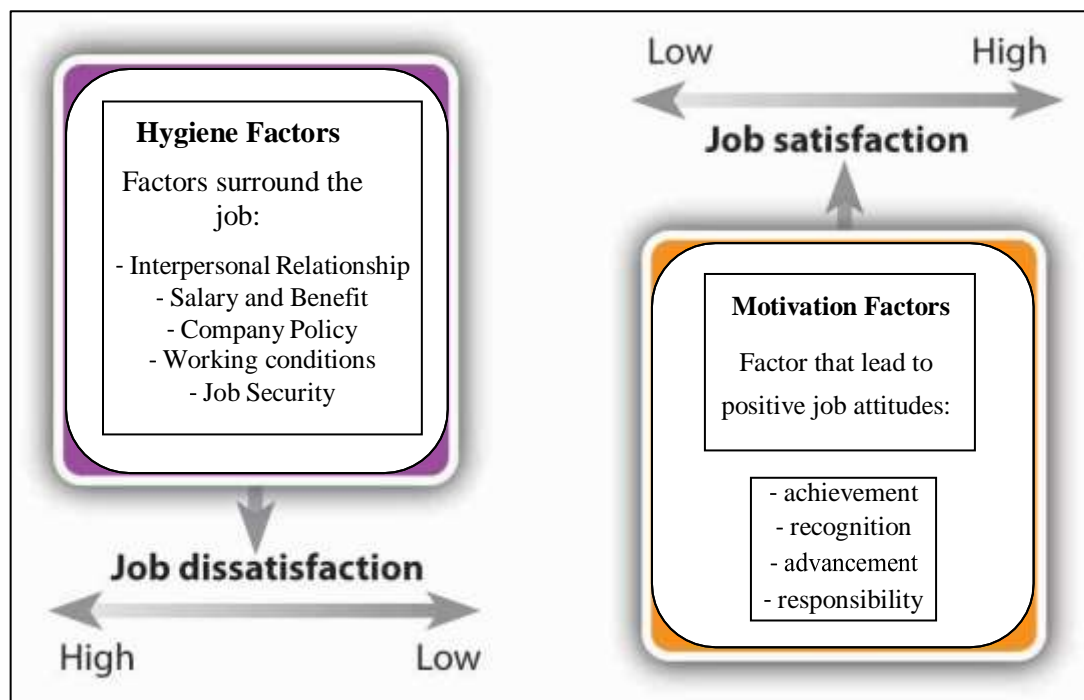 Hygiene Factors
Factors surround the
job:
- Interpersonal Relationship
- Salary and Benefit
- Company Policy
- Working conditions
- Job Security
Job dissatisfaction
High Low
Low High
Job satisfaction
Motivation Factors
Factor that lead to
positive job attitudes:
- achievement
- recognition
- advancement
- responsibility